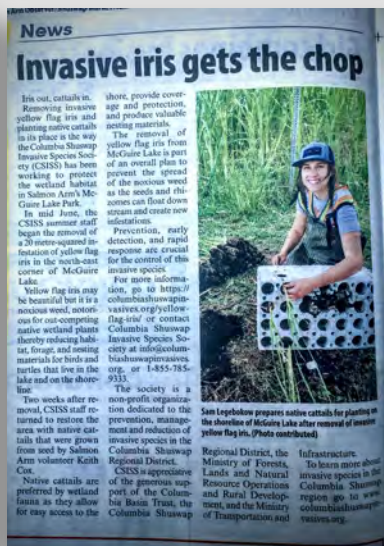 News
Invasive iris gets the chop
Iris out, cattails in.
Removing invasive
yellow flag iris and
planting native cattails
in its place is the way
the Columbia Shuswap
Invasive Species Soci-
ety (CSISS) has been
working to protect
the wetland habitat
in Salmon Arm's Mc-
Guire Lake Park.
In mid June, the
CSISS summer staff
began the removal of
a 20 metre-squared in-
festation of yellow flag
iris in the north-east
corner of McGuire
Lake.
Yellow flag iris may
be beautiful but it is a
noxious weed, notori-
ous for out-competing
native wetland plants
thereby reducing habi-
tat, forage, and nesting
materials for birds and
turtles that live in the
lake and on the shore-
line.
Two weeks after re-
moval, CSISS staff re-
turned to restore the
area with native cat-
tails that were grown
from seed by Salmon
Arm volunteer Keith
Cox.
Native cattails are
preferred by wetland
fauna as they allow
for easy access to the
shore, provide cover-
age and protection,
and produce valuable
nesting materials.
The removal of
yellow flag iris from
McGuire Lake is part
of an overall plan to
prevent the spread
of the noxious weed
as the seeds and rhi-
zomes can float down
stream and create new
infestations.
Prevention, early
detection, and rapid
response are crucial
for the control of this
invasive species.
For more informa-
tion, go to https://
columbiashuswapin-
vasives.org/yellow-
flag-iris/ or contact
Columbia Shuswap
Invasive Species So-
ciety at info@colum-
biashuswapinvasives.
org, or 1-855-785-
9333.
The society is a
non-profit organiza-
tion dedicated to the
prevention, manage-
ment and reduction of
invasive species in the
Columbia Shuswap
Regional District.
CSISS is appreciative
of the generous sup-
port of the Colum-
bia Basin Trust, the
Columbia Shuswap
Sam Legebokow prepares native cattails for planting on
the shoreline of McGuire Lake after removal of invasive
yellow flag iris. (Photo contributed)
Regional District, the
Ministry of Forests,
Lands and Natural
Resource Operations
and Rural Develop-
ment, and the Ministry
of Transportation and
Infrastructure.
To learn more about
invasive species in the
Columbia Shuswap
region go to www.
columbiashuswapin-
vasives.org.